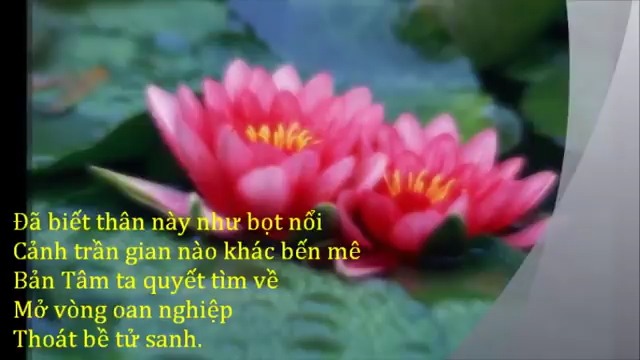 Đã biết thân này như bọt nổi
Cảnh trần gian nào khác bến mê
Bản Tâm ta quyết tìm về
Mở vòng oan nghiệp
Thoát bề tử sanh.